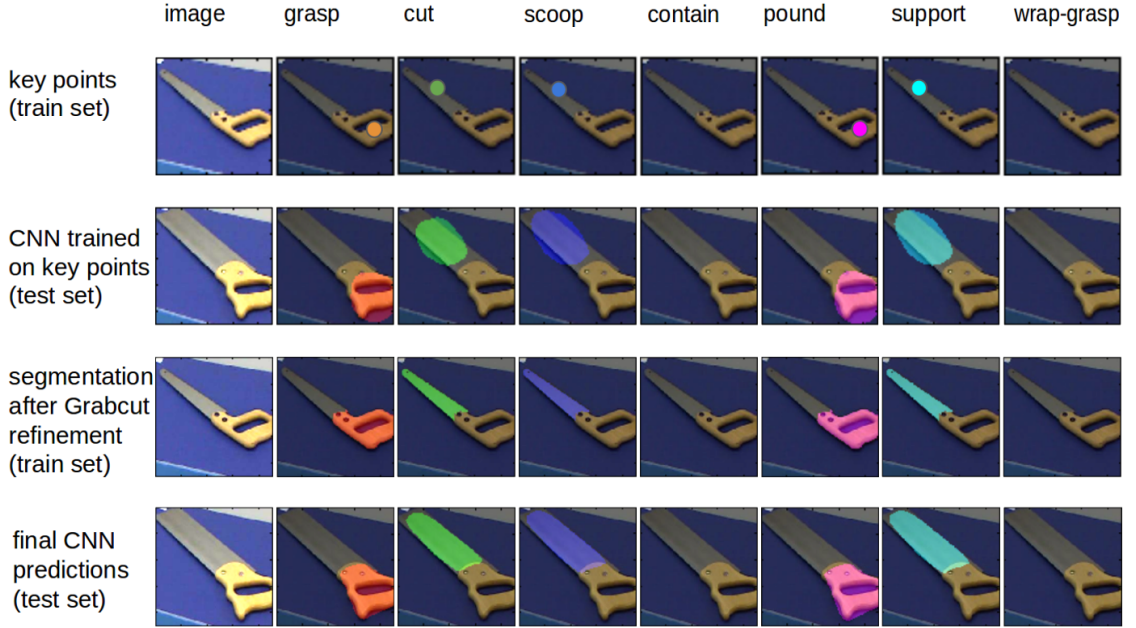 image grasp cut scoop contain pound support wrap-grasp
key points
(train set)
CNN trained
on key points
(test set)
segmentation
after Grabcut
refinement
(train set)
final CNN
predictions
(test set)